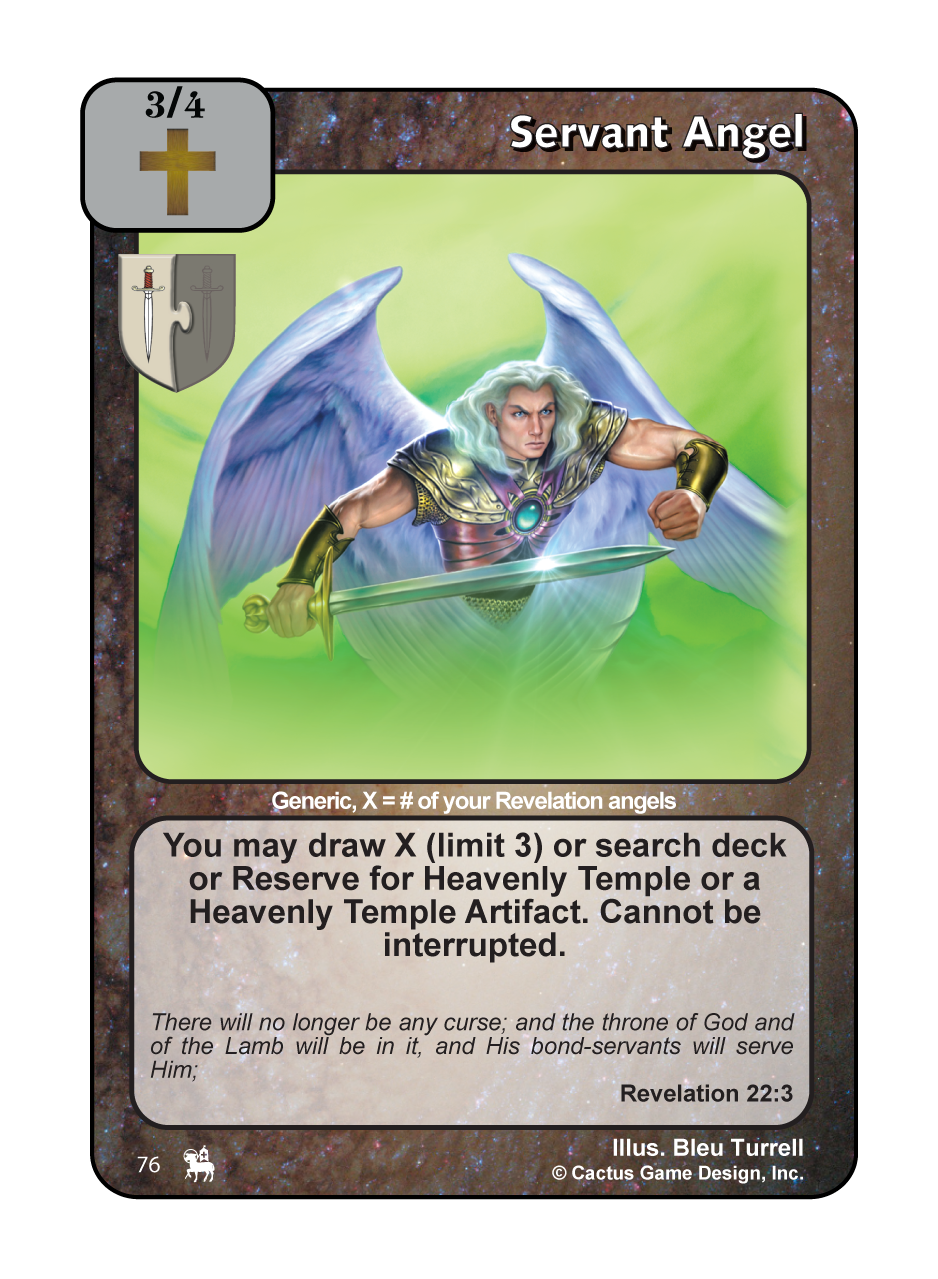 3/4
Servant Angel
Generic, X = # of your Revelation angels
You may draw X (limit 3) or search deck
or Reserve for Heavenly Temple or a
Heavenly Temple Artifact. Cannot be
interrupted.
There will no longer be any curse; and the throne of God and
of the Lamb will be in it, and His bond-servants will serve
Him;
Revelation 22:3
76
Illus. Bleu Turrell
© Cactus Game Design, Inc.